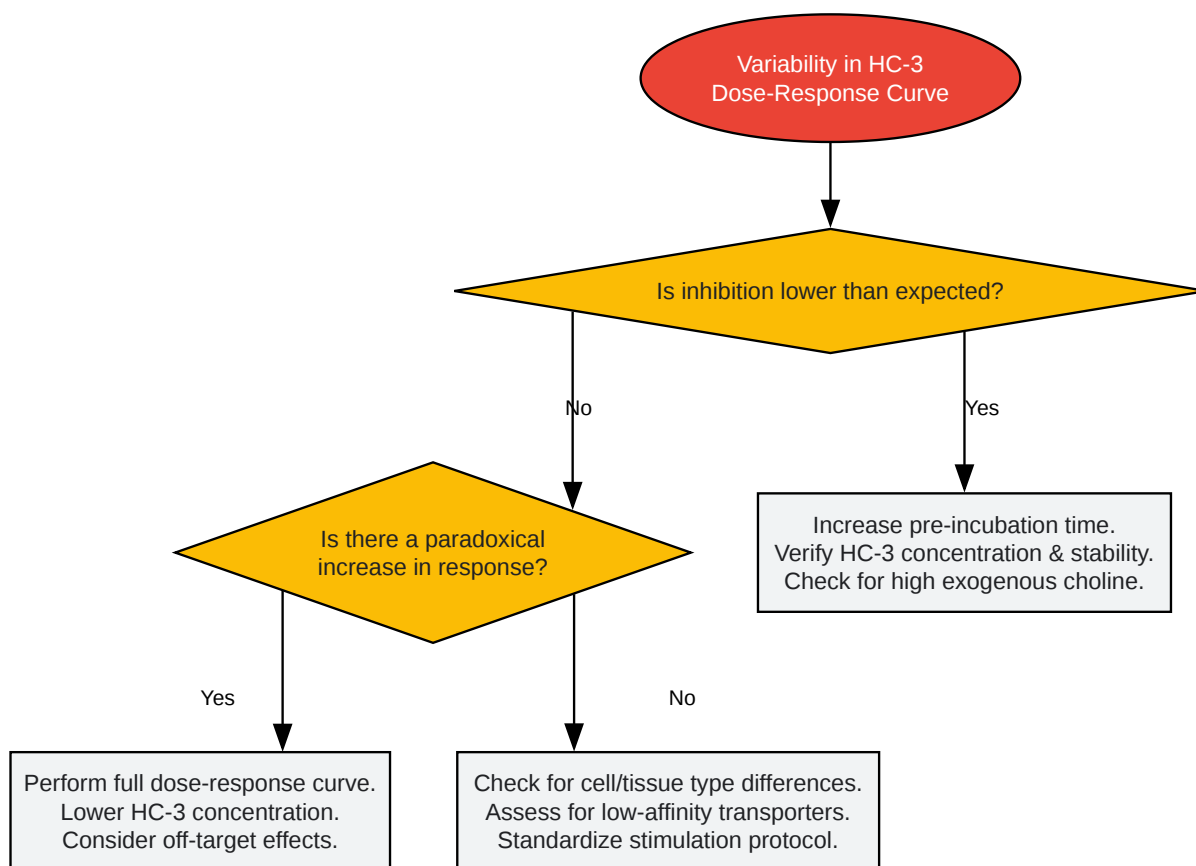 Variability in HC-3
Dose-Response Curve
Is inhibition lower than expected?
No
Yes
Is there a paradoxical
increase in response?
Increase pre-incubation time.
Verify HC-3 concentration & stability.
Check for high exogenous choline.
Yes
No
Perform full dose-response curve.
Lower HC-3 concentration.
Consider off-target effects.
Check for cell/tissue type differences.
Assess for low-affinity transporters.
Standardize stimulation protocol.